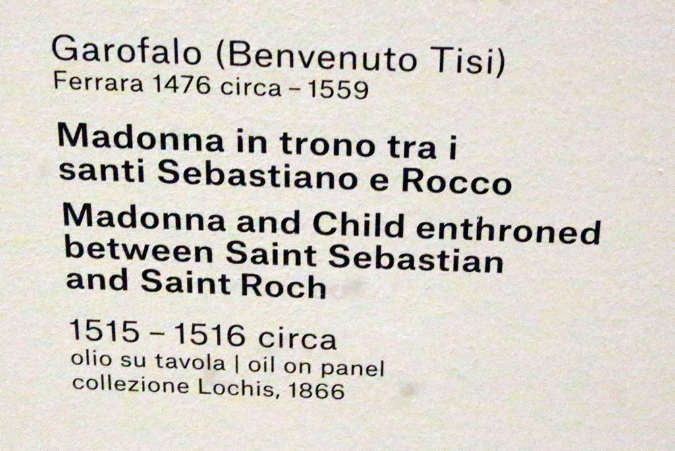 Garofalo (Benvenuto Tisi)
Ferrara 1476 circa – 1559
Madonna in trono tra i
santi Sebastiano e Rocco
Madonna and Child enthroned
between Saint Sebastian
and Saint Roch
1515 – 1516 circa
olio su tavola | oil on panel
collezione Lochis, 1866